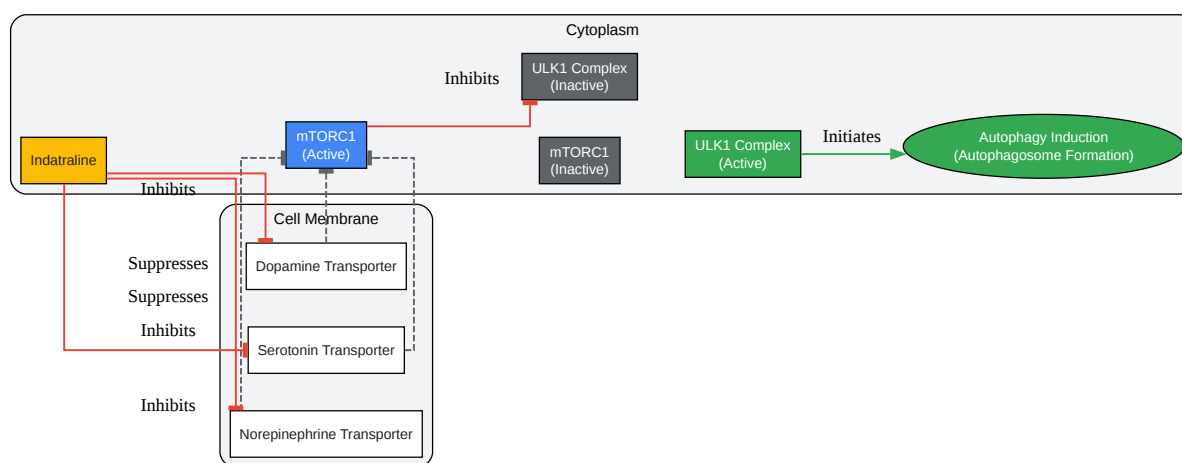 Cytoplasm
ULK1 Complex
(Inactive)
Inhibits
mTORC1
(Active)
Indatraline
mTORC1
(Inactive)
ULK1 Complex
(Active)
Initiates
Autophagy Induction
(Autophagosome Formation)
Inhibits
Cell Membrane
Suppresses
Dopamine Transporter
Suppresses
Inhibits
Serotonin Transporter
Inhibits
Norepinephrine Transporter